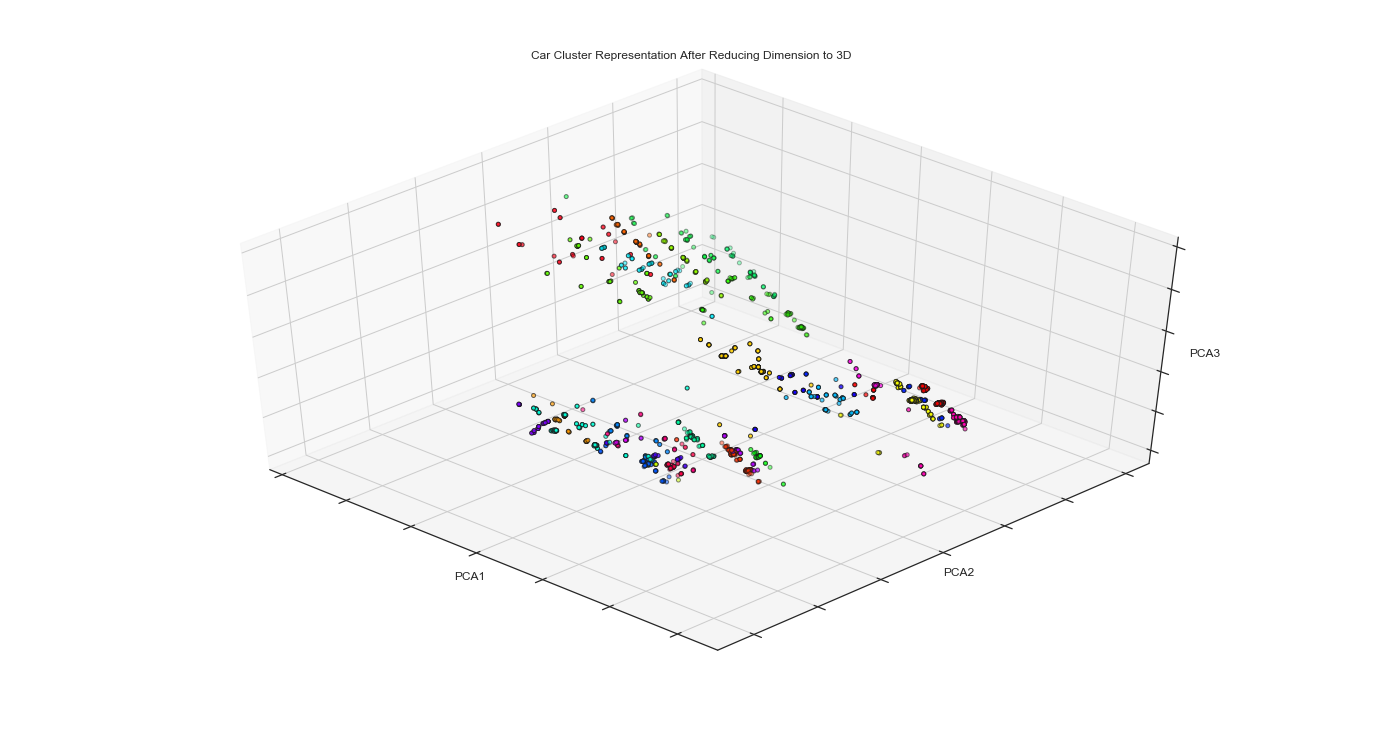 Car Cluster Representation After Reducing Dimension to 3D
PCA3
PCA1
PCA2